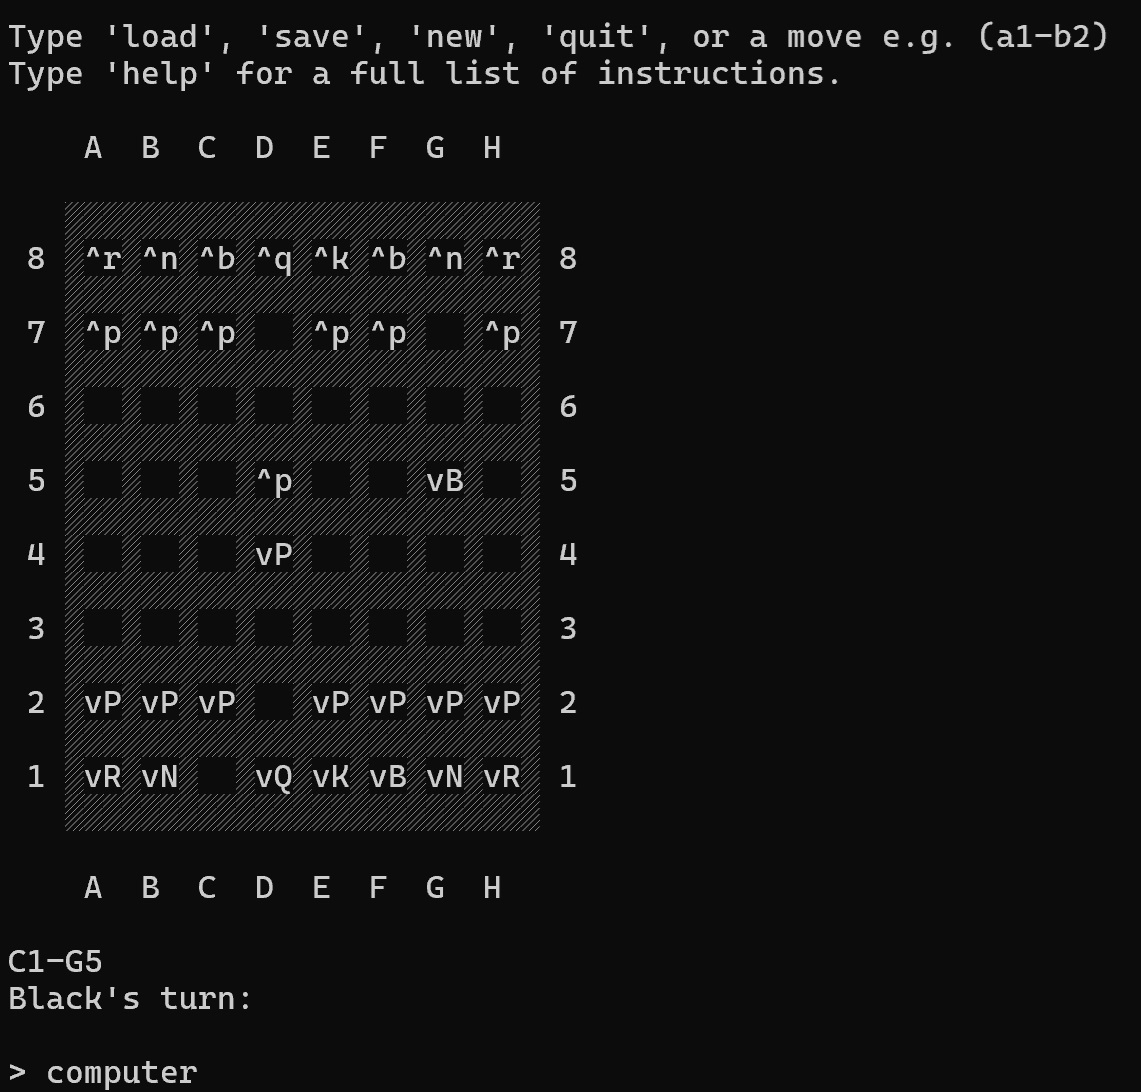 Type 'load', 'save', 'new', 'quit', or a move e.g. (a1-b2)
Type 'help' for a full list of instructions.
A B C D E F G H
8 ^r ^n ^b ^q ^k ^b ^n ^r 8
7 ^p ^p ^p ^p ^p ^p 7
6 6
5 ^p vB 5
4 vP 4
3 3
2 vP vP vP vP vP vP vP 2
1 vR vN vQ vK vB vN vR 1
A B C D E F G H
C1-G5
Black's turn:
> computer